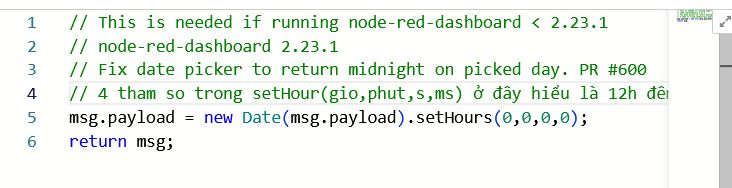 1 // This is needed if running node-red-dashboard < 2.23.1
2 // node-red-dashboard 2.23.1
3 // Fix date picker to return midnight on picked day. PR #600
4 // 4 tham so trong setHour(gio,phut,s,ms) ở đây hiểu là 12h đêm
5 msg.payload = new Date(msg.payload).setHours(0,0,0,0);
6 return msg;